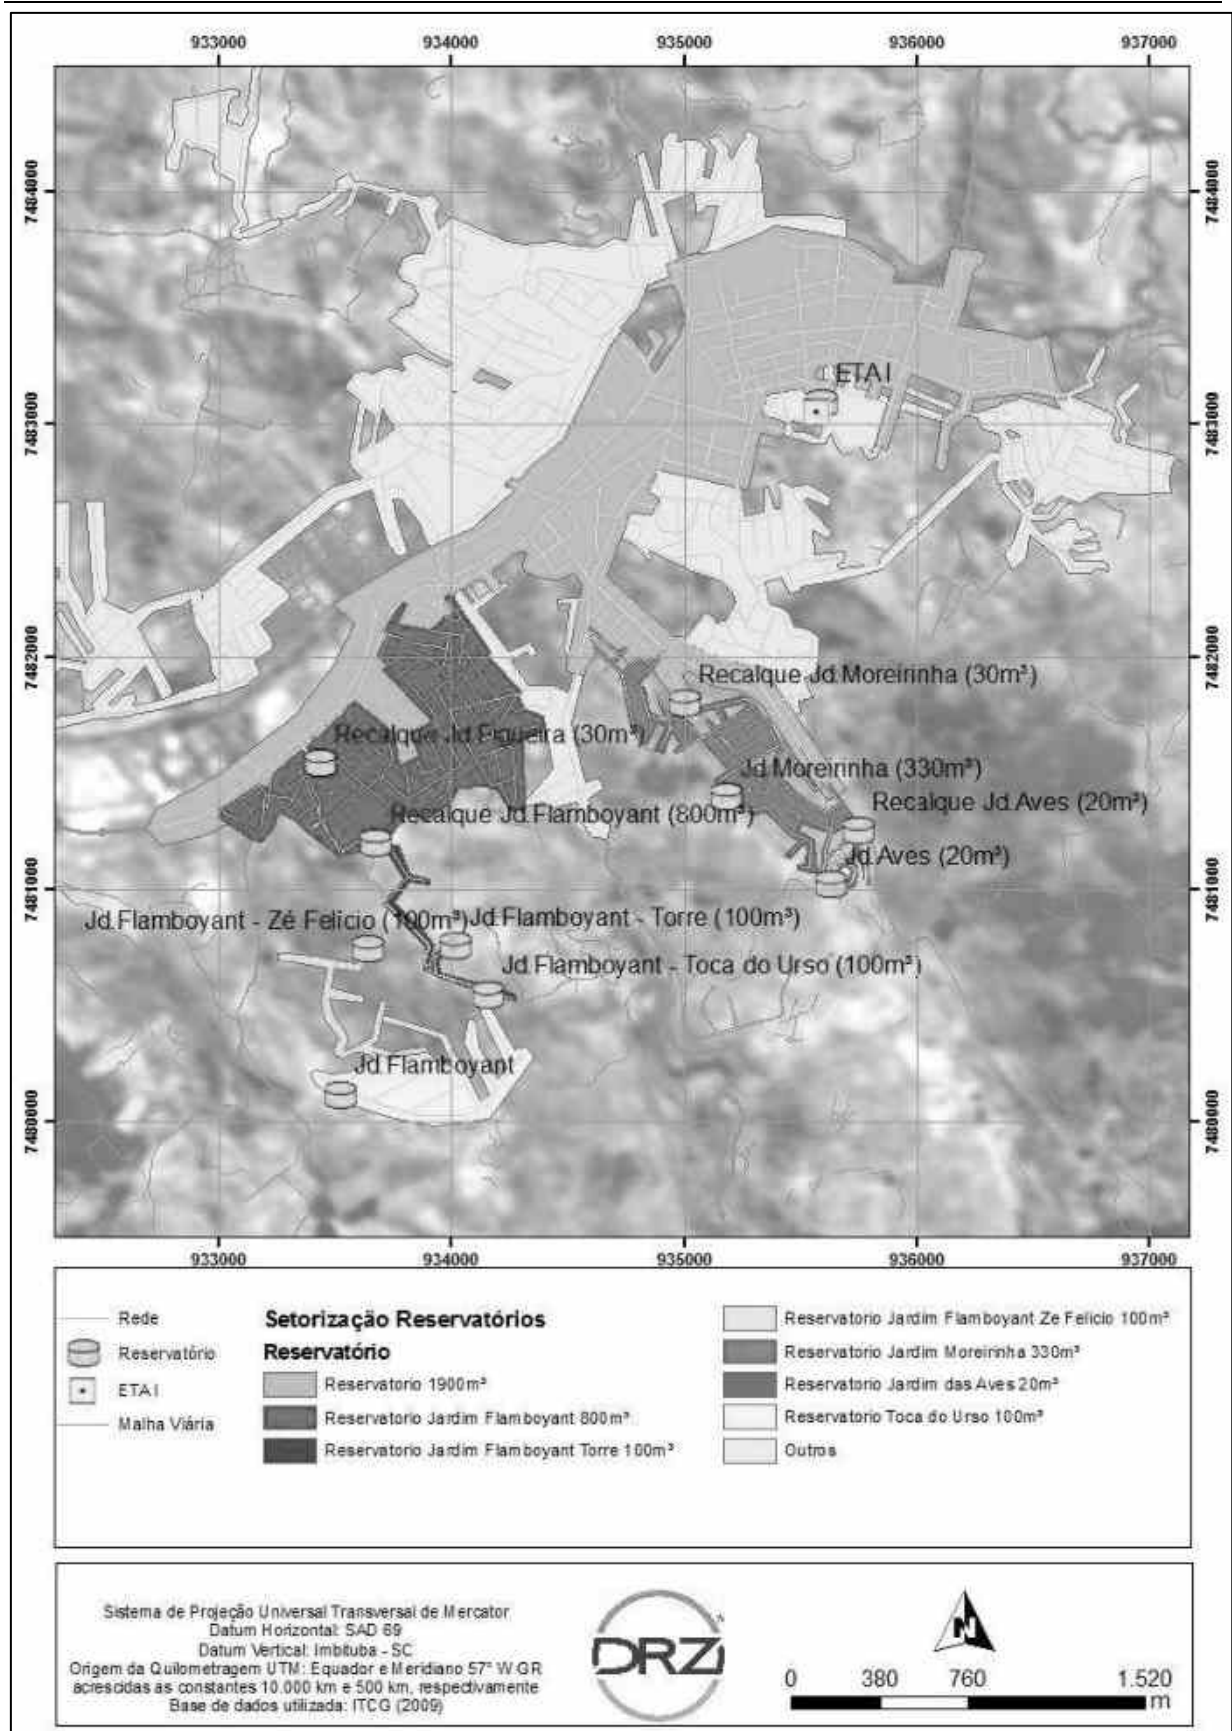 933000 934000 935000 936000 937000
7484000 7484000
ETA I
7483000 7483000
7482000 7482000
Recalque Jd.Moreirinha (30m³)
Recalque Jd.Figueira (30m³)
Jd.Moreirinha (330m³)
Recalque Jd.Aves (20m³)
Recalque Jd.Flamboyant (800m³)
Jd.Aves (20m³)
7481000 7481000
Jd.Flamboyant - Zé Felício (100m³)
Jd.Flamboyant - Torre (100m³)
Jd.Flamboyant - Toca do Urso (100m³)
Jd.Flamboyant
7480000 7480000
933000 934000 935000 936000 937000
Rede
Reservatório
ETA I
Malha Viária
Setorização Reservatórios
Reservatório
Reservatorio 1900m³
Reservatorio Jardim Flamboyant 800m³
Reservatorio Jardim Flamboyant Torre 100m³
Reservatorio Jardim Flamboyant Ze Felicio 100m³
Reservatorio Jardim Moreirinha 330m³
Reservatorio Jardim das Aves 20m³
Reservatorio Toca do Urso 100m³
Outros
Sistema de Projeção Universal Transversal de Mercator
Datum Horizontal: SAD 69
Datum Vertical: Imbituba - SC
Origem da Quilometragem UTM: Equador e Meridiano 57° W GR
acrescidas as constantes 10.000 km e 500 km, respectivamente
Base de dados utilizada: ITCG (2009)
DRZ
N
0 380 760 1.520
m